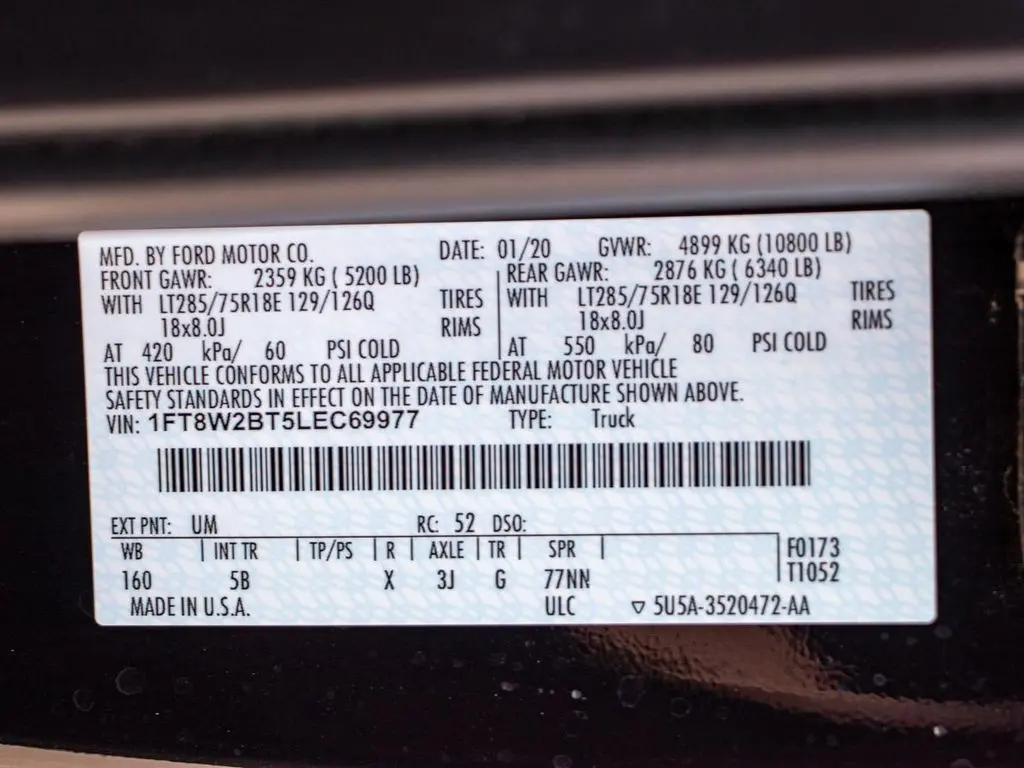 MFD. BY FORD MOTOR CO. DATE: 01/20 GVWR: 4899 KG (10800 LB)
FRONT GAWR: 2359 KG ( 5200 LB) REAR GAWR: 2876 KG ( 6340 LB)
WITH LT285/75R18E 129/126Q TIRES WITH LT285/75R18E 129/126Q TIRES
18x8.0J RIMS 18x8.0J RIMS
AT 420 kPa/ 60 PSI COLD AT 550 kPa/ 80 PSI COLD
THIS VEHICLE CONFORMS TO ALL APPLICABLE FEDERAL MOTOR VEHICLE
SAFETY STANDARDS IN EFFECT ON THE DATE OF MANUFACTURE SHOWN ABOVE.
VIN: 1FT8W2BT5LEC69977 TYPE: Truck
EXT PNT: UM RC: 52 DSO:
WB INT TR TP/PS R AXLE TR SPR F0173
160 5B X 3J G 77NN T1052
MADE IN U.S.A. ULC ▽ 5U5A-3520472-AA